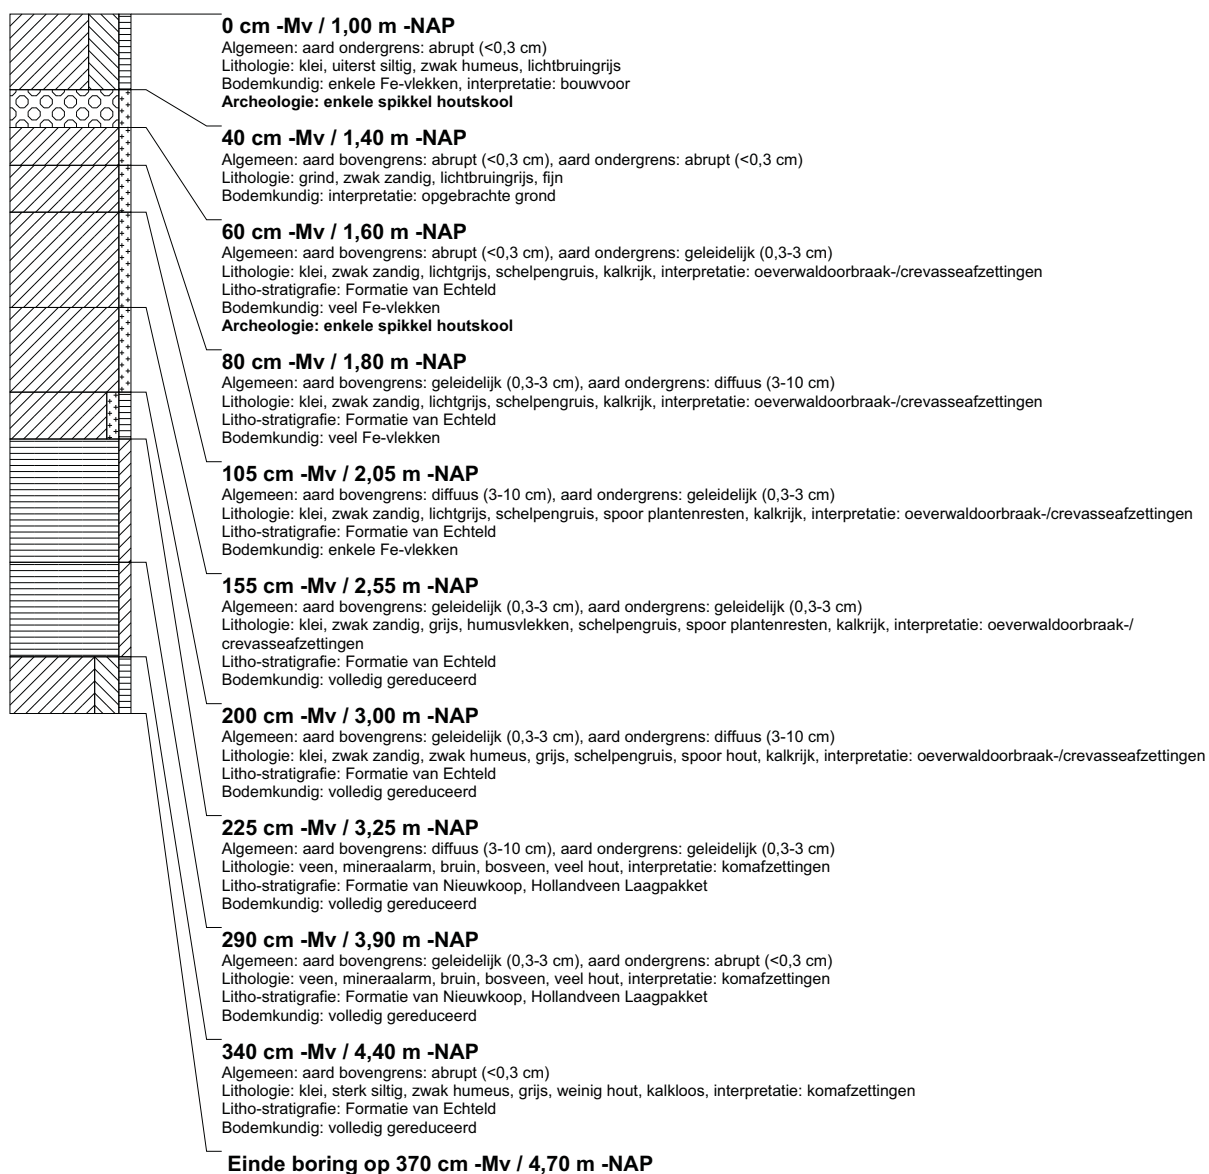 0 cm -Mv / 1,00 m -NAP
Algemeen: aard ondergrens: abrupt (<0,3 cm)
Lithologie: klei, uiterst siltig, zwak humeus, lichtbruingrijs
Bodemkundig: enkele Fe-vlekken, interpretatie: bouwvoor
Archeologie: enkele spikkel houtskool
40 cm -Mv / 1,40 m -NAP
Algemeen: aard bovengrens: abrupt (<0,3 cm), aard ondergrens: abrupt (<0,3 cm)
Lithologie: grind, zwak zandig, lichtbruingrijs, fijn
Bodemkundig: interpretatie: opgebrachte grond
60 cm -Mv / 1,60 m -NAP
Algemeen: aard bovengrens: abrupt (<0,3 cm), aard ondergrens: geleidelijk (0,3-3 cm)
Lithologie: klei, zwak zandig, lichtgrijs, schelpengruis, kalkrijk, interpretatie: oeverwaldoorbraak-/crevasseafzettingen
Litho-stratigrafie: Formatie van Echteld
Bodemkundig: veel Fe-vlekken
Archeologie: enkele spikkel houtskool
80 cm -Mv / 1,80 m -NAP
Algemeen: aard bovengrens: geleidelijk (0,3-3 cm), aard ondergrens: diffuus (3-10 cm)
Lithologie: klei, zwak zandig, lichtgrijs, schelpengruis, kalkrijk, interpretatie: oeverwaldoorbraak-/crevasseafzettingen
Litho-stratigrafie: Formatie van Echteld
Bodemkundig: veel Fe-vlekken
105 cm -Mv / 2,05 m -NAP
Algemeen: aard bovengrens: diffuus (3-10 cm), aard ondergrens: geleidelijk (0,3-3 cm)
Lithologie: klei, zwak zandig, lichtgrijs, schelpengruis, spoor plantenresten, kalkrijk, interpretatie: oeverwaldoorbraak-/crevasseafzettingen
Litho-stratigrafie: Formatie van Echteld
Bodemkundig: enkele Fe-vlekken
155 cm -Mv / 2,55 m -NAP
Algemeen: aard bovengrens: geleidelijk (0,3-3 cm), aard ondergrens: geleidelijk (0,3-3 cm)
Lithologie: klei, zwak zandig, grijs, humusvlekken, schelpengruis, spoor plantenresten, kalkrijk, interpretatie: oeverwaldoorbraak-/
crevasseafzettingen
Litho-stratigrafie: Formatie van Echteld
Bodemkundig: volledig gereduceerd
200 cm -Mv / 3,00 m -NAP
Algemeen: aard bovengrens: geleidelijk (0,3-3 cm), aard ondergrens: diffuus (3-10 cm)
Lithologie: klei, zwak zandig, zwak humeus, grijs, schelpengruis, spoor hout, kalkrijk, interpretatie: oeverwaldoorbraak-/crevasseafzettingen
Litho-stratigrafie: Formatie van Echteld
Bodemkundig: volledig gereduceerd
225 cm -Mv / 3,25 m -NAP
Algemeen: aard bovengrens: diffuus (3-10 cm), aard ondergrens: geleidelijk (0,3-3 cm)
Lithologie: veen, mineraalarm, bruin, bosveen, veel hout, interpretatie: komafzettingen
Litho-stratigrafie: Formatie van Nieuwkoop, Hollandveen Laagpakket
Bodemkundig: volledig gereduceerd
290 cm -Mv / 3,90 m -NAP
Algemeen: aard bovengrens: geleidelijk (0,3-3 cm), aard ondergrens: abrupt (<0,3 cm)
Lithologie: veen, mineraalarm, bruin, bosveen, veel hout, interpretatie: komafzettingen
Litho-stratigrafie: Formatie van Nieuwkoop, Hollandveen Laagpakket
Bodemkundig: volledig gereduceerd
340 cm -Mv / 4,40 m -NAP
Algemeen: aard bovengrens: abrupt (<0,3 cm)
Lithologie: klei, sterk siltig, zwak humeus, grijs, weinig hout, kalkloos, interpretatie: komafzettingen
Litho-stratigrafie: Formatie van Echteld
Bodemkundig: volledig gereduceerd
Einde boring op 370 cm -Mv / 4,70 m -NAP